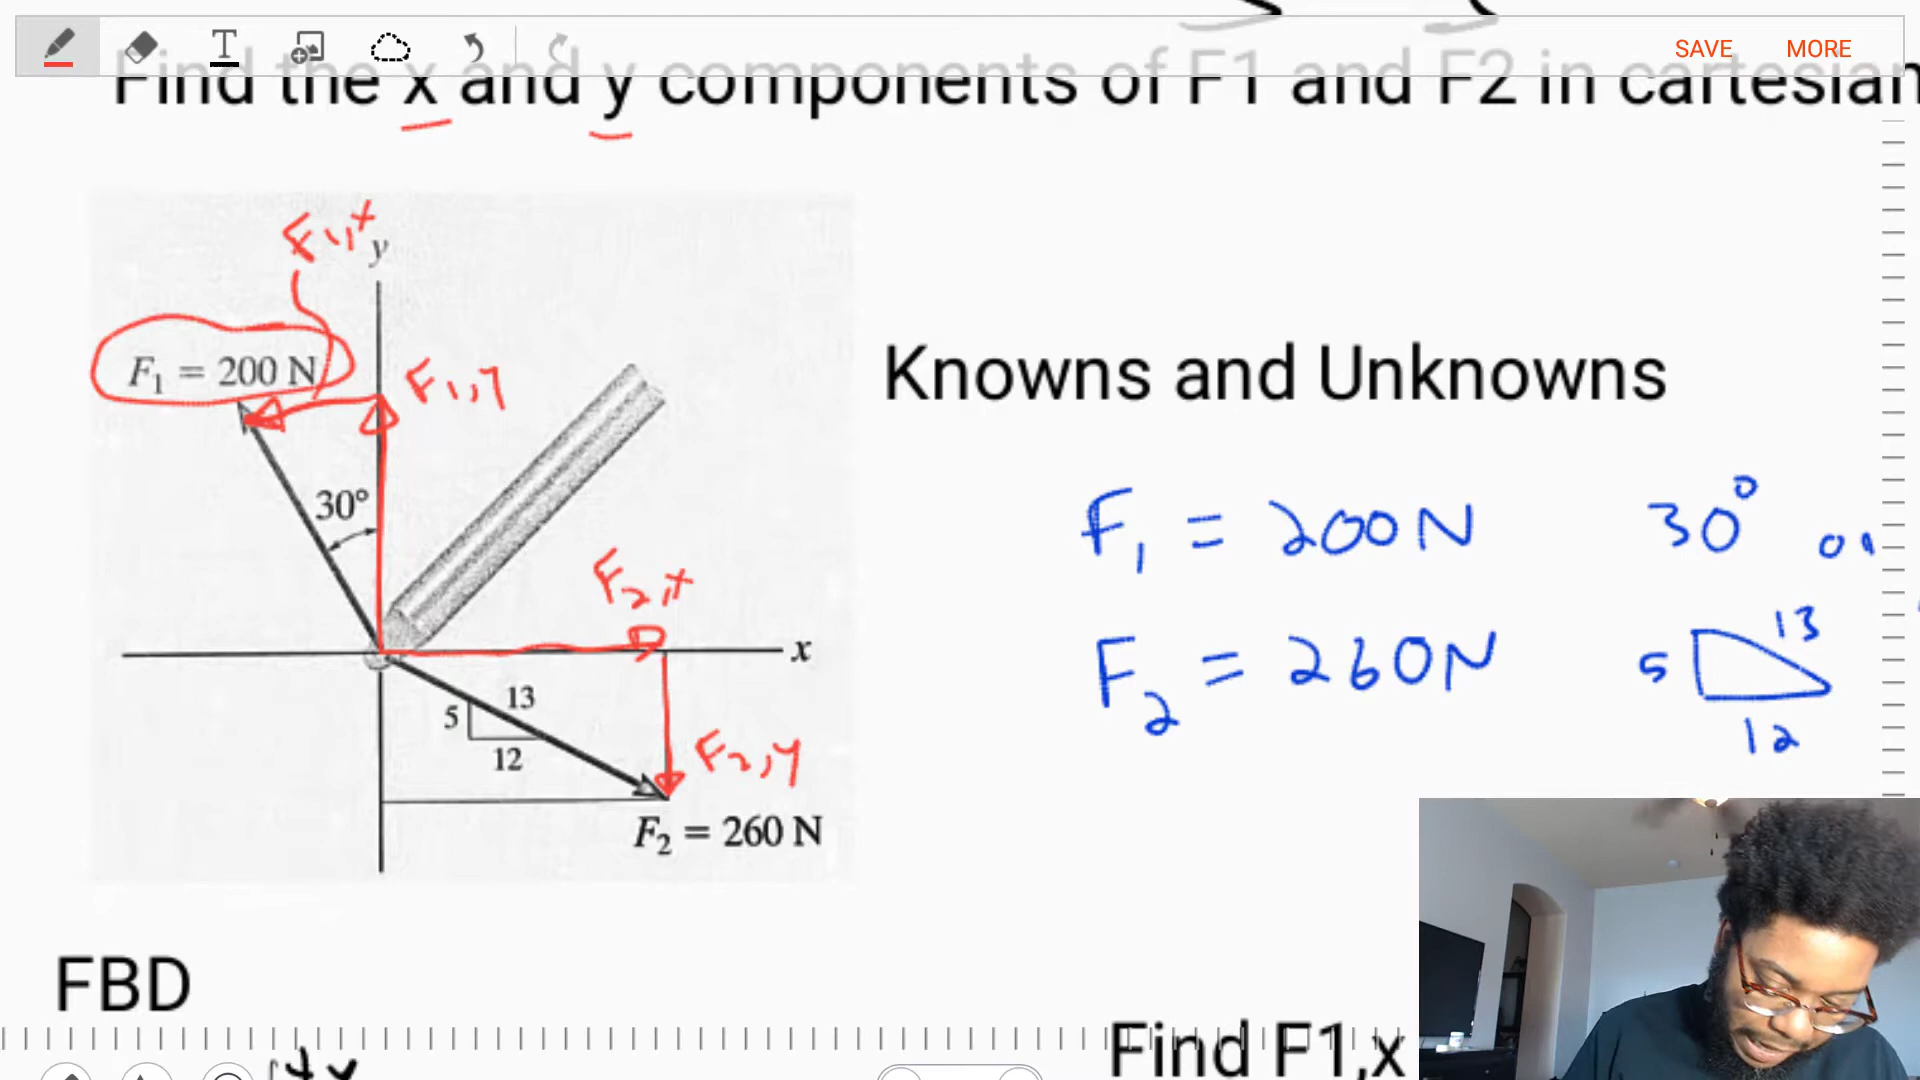 T
SAVE MORE
Find the x and y components of F1 and F2 in cartesian
F1,x
y
F₁ = 200 N
F1,y
30°
F2,x
x
13
5
12
F2,y
F₂ = 260 N
Knowns and Unknowns
F₁ = 200N 30°
F₂ = 260N
13
5
12
FBD
Find F1,x